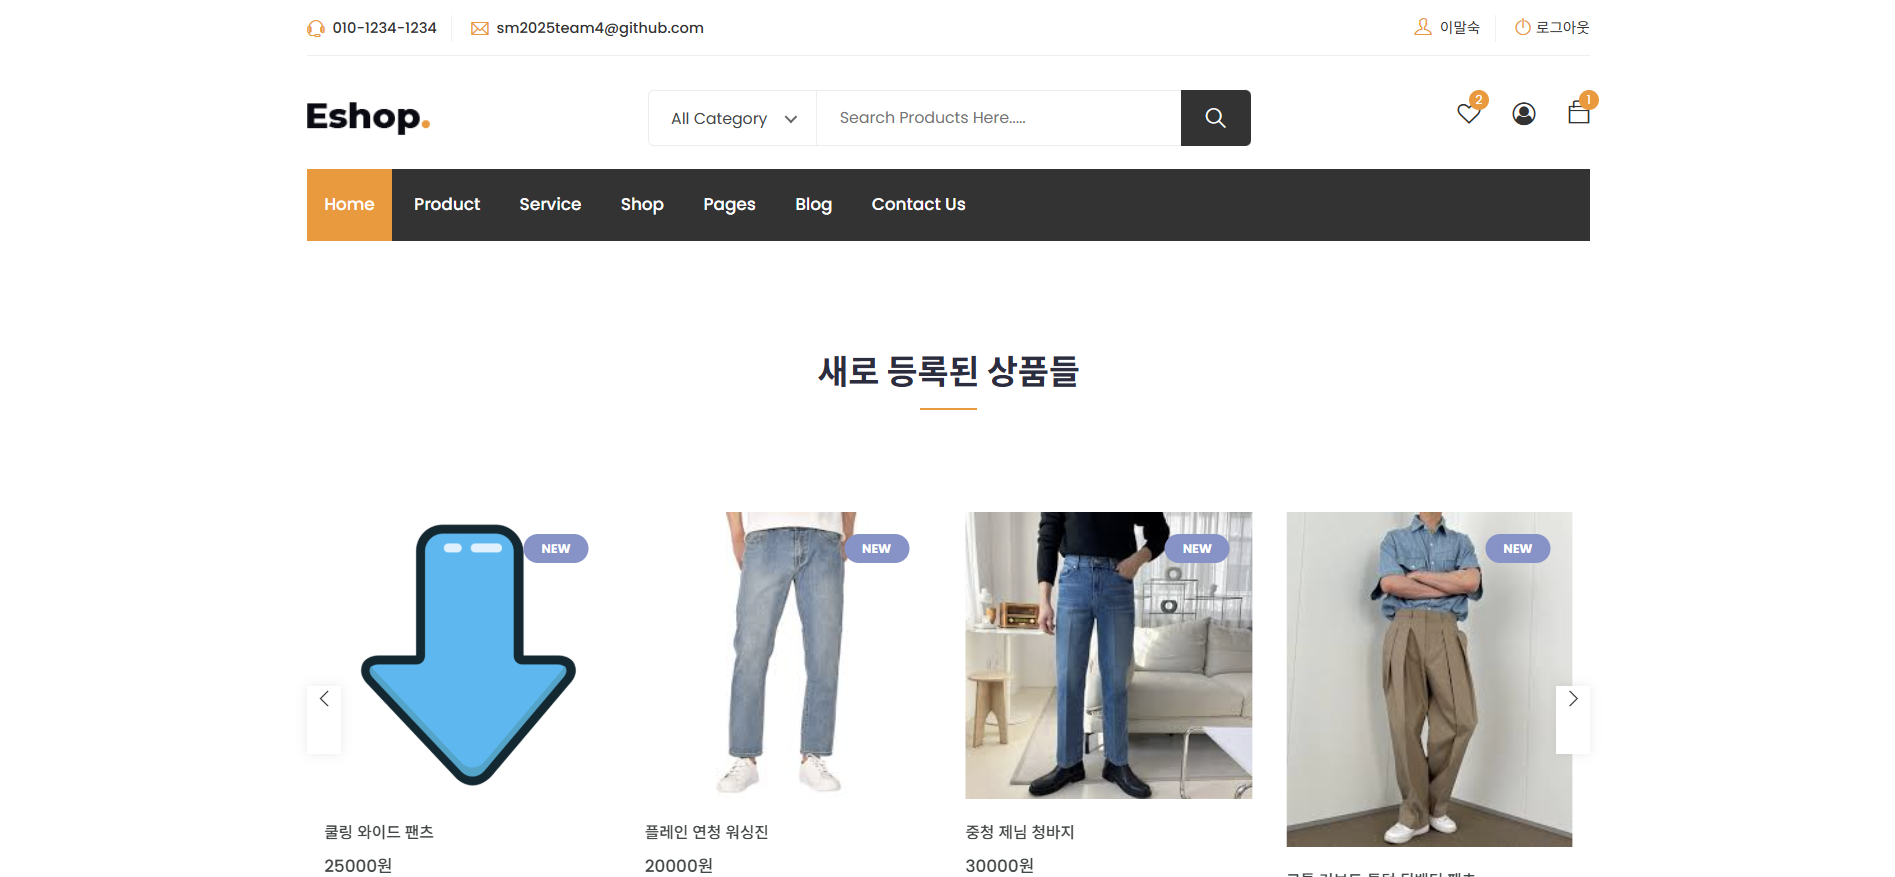 010-1234-1234
sm2025team4@github.com
이말숙
로그아웃
Eshop.
All Category
Search Products Here.....
2
1
Home
Product
Service
Shop
Pages
Blog
Contact Us
새로 등록된 상품들
NEW
NEW
NEW
NEW
쿨링 와이드 팬츠
25000원
플레인 연청 워싱진
20000원
중청 제님 청바지
30000원